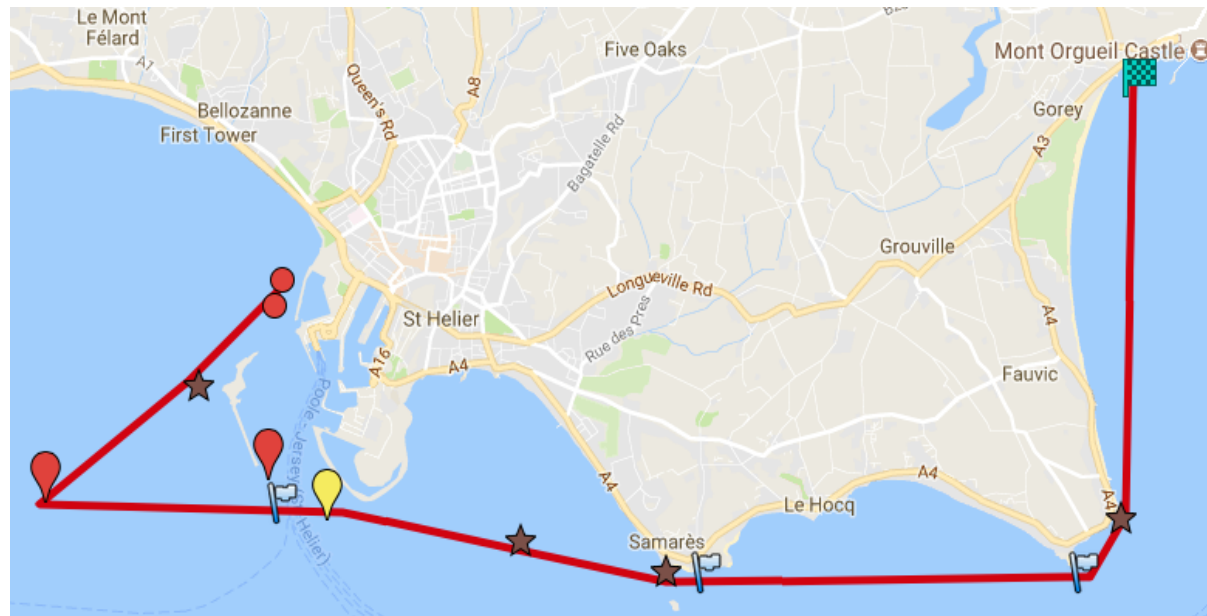 Le Mont
Félard
A1
Bellozanne
First Tower
Queen's Rd
A8
Five Oaks
Bagatelle Rd
Mont Orgueil Castle
Gorey
A3
Grouville
Longueville Rd
Rue des Pres
St Helier
A16
A4
A4
Fauvic
A4
A4
A4
Le Hocq
Samarès
Poole - Jersey
Helier)